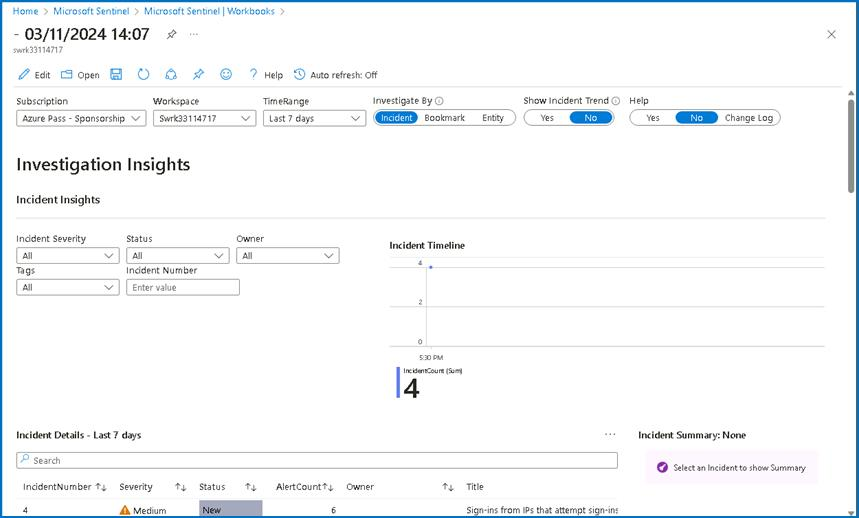 Home > Microsoft Sentinel > Microsoft Sentinel | Workbooks >
- 03/11/2024 14:07 ...
swrk33114717
Edit Open Help Auto refresh: Off
Subscription Workspace TimeRange Investigate By Show Incident Trend Help
Azure Pass - Sponsorship Swrk33114717 Last 7 days Incident Bookmark Entity Yes No Yes No Change Log
Investigation Insights
Incident Insights
Incident Severity Status Owner
All All All
Tags Incident Number
All Enter value
Incident Timeline
4
2
0
5:30 PM
IncidentCount (Sum)
4
Incident Details - Last 7 days ...
Search
IncidentNumber Severity Status AlertCount Owner Title
4 Medium New 6 Sign-ins from IPs that attempt sign-ins
Incident Summary: None
Select an Incident to show Summary